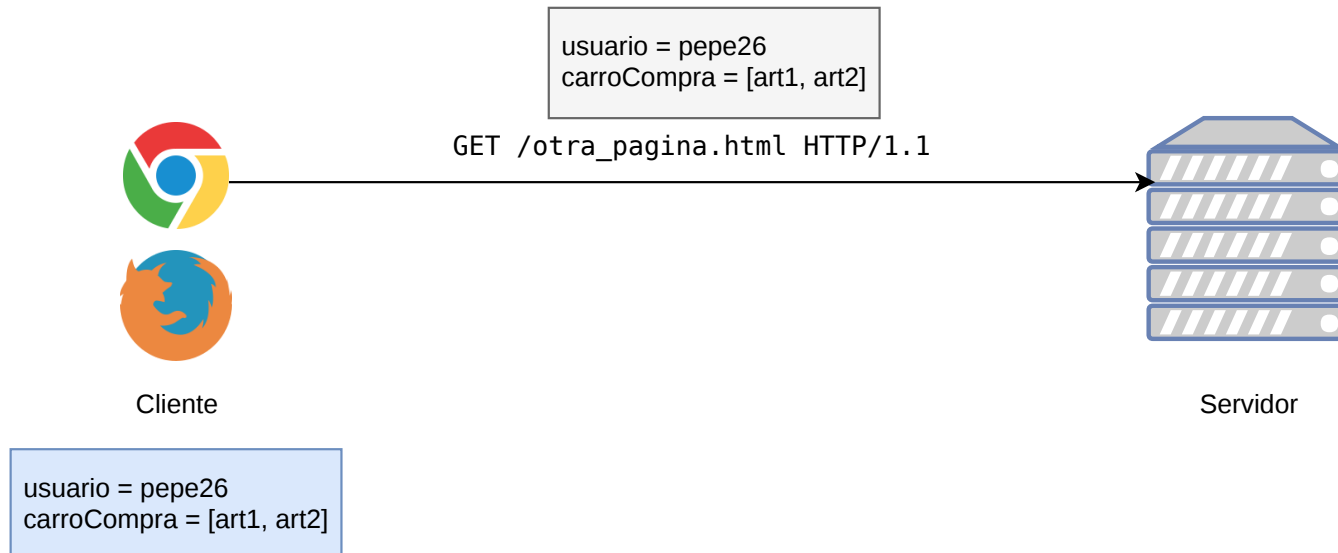 usuario = pepe26
carroCompra = [art1, art2]
GET /otra_pagina.html HTTP/1.1
Cliente
Servidor
usuario = pepe26
carroCompra = [art1, art2]